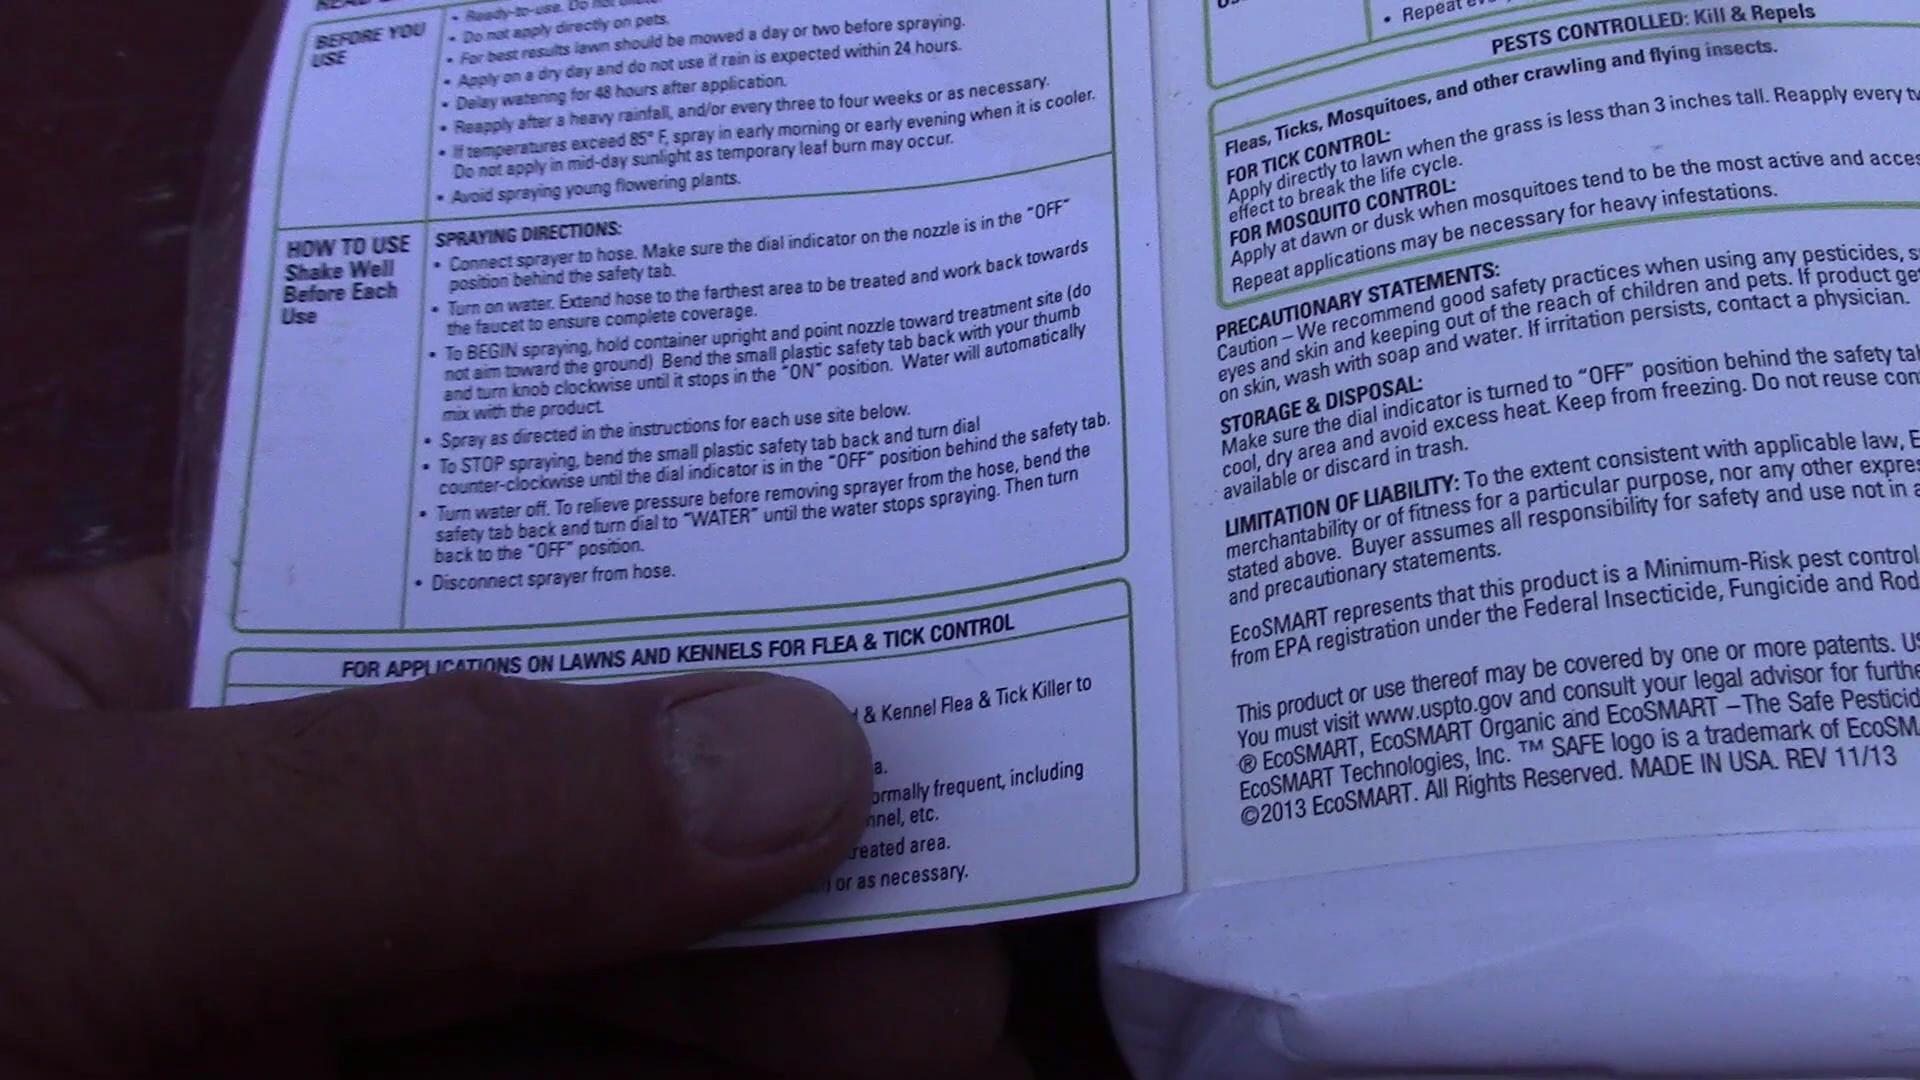 BEFORE YOU
USE
• Ready-to-use. Do not
• Do not apply directly on pets.
• For best results lawn should be mowed a day or two before spraying.
• Apply on a dry day and do not use if rain is expected within 24 hours.
• Delay watering for 48 hours after application.
• Reapply after a heavy rainfall, and/or every three to four weeks or as necessary.
• If temperatures exceed 85° F, spray in early morning or early evening when it is cooler.
Do not apply in mid-day sunlight as temporary leaf burn may occur.
• Avoid spraying young flowering plants.
HOW TO USE
Shake Well
Before Each
Use
SPRAYING DIRECTIONS:
• Connect sprayer to hose. Make sure the dial indicator on the nozzle is in the "OFF"
position behind the safety tab.
• Turn on water. Extend hose to the farthest area to be treated and work back towards
the faucet to ensure complete coverage.
• To BEGIN spraying, hold container upright and point nozzle toward treatment site (do
not aim toward the ground) Bend the small plastic safety tab back with your thumb
and turn knob clockwise until it stops in the "ON" position. Water will automatically
mix with the product.
• Spray as directed in the instructions for each use site below.
• To STOP spraying, bend the small plastic safety tab back and turn dial
counter-clockwise until the dial indicator is in the "OFF" position behind the safety tab.
• Turn water off. To relieve pressure before removing sprayer from the hose, bend the
safety tab back and turn dial to "WATER" until the water stops spraying. Then turn
back to the "OFF" position.
• Disconnect sprayer from hose.
FOR APPLICATIONS ON LAWNS AND KENNELS FOR FLEA & TICK CONTROL
& Kennel Flea & Tick Killer to
frequent, including
etc.
area.
or as necessary.
• Repeat
PESTS CONTROLLED: Kill & Repels
Fleas, Ticks, Mosquitoes, and other crawling and flying insects.
FOR TICK CONTROL:
Apply directly to lawn when the grass is less than 3 inches tall. Reapply every
effect to break the life cycle.
FOR MOSQUITO CONTROL:
Apply at dawn or dusk when mosquitoes tend to be the most active and
Repeat applications may be necessary for heavy infestations.
PRECAUTIONARY STATEMENTS:
Caution – We recommend good safety practices when using any pesticides,
eyes and skin and keeping out of the reach of children and pets. If product
on skin, wash with soap and water. If irritation persists, contact a physician.
STORAGE & DISPOSAL:
Make sure the dial indicator is turned to "OFF" position behind the safety
cool, dry area and avoid excess heat. Keep from freezing. Do not reuse
available or discard in trash.
LIMITATION OF LIABILITY: To the extent consistent with applicable law,
merchantability or of fitness for a particular purpose, nor any other
stated above. Buyer assumes all responsibility for safety and use not in
and precautionary statements.
EcoSMART represents that this product is a Minimum-Risk pest control
from EPA registration under the Federal Insecticide, Fungicide and
This product or use thereof may be covered by one or more patents.
You must visit www.uspto.gov and consult your legal advisor for
® EcoSMART, EcoSMART Organic and EcoSMART –The Safe
EcoSMART Technologies, Inc. ™ SAFE logo is a trademark of
©2013 EcoSMART. All Rights Reserved. MADE IN USA. REV 11/13